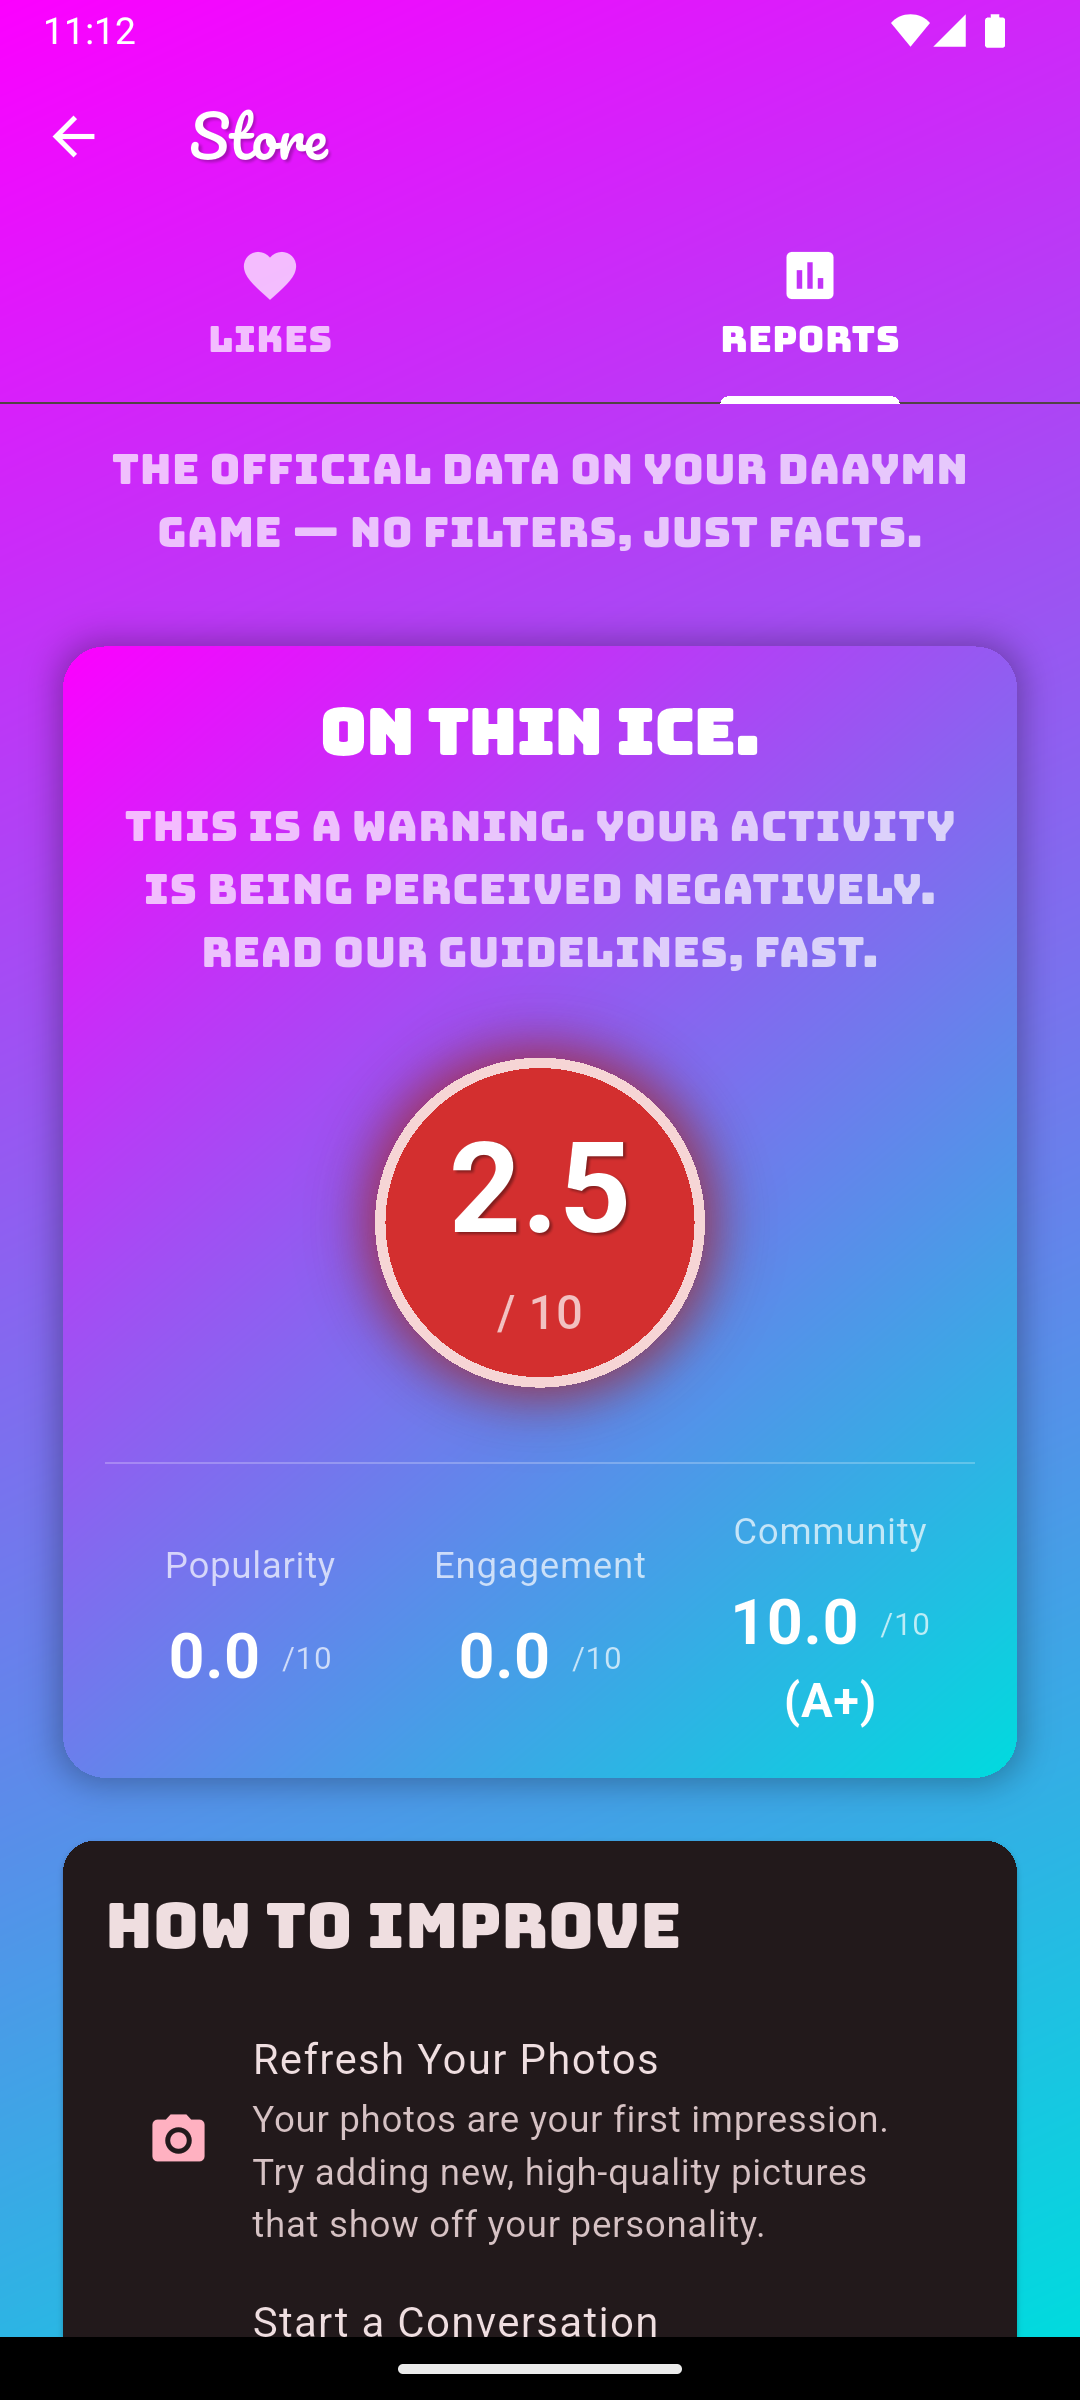 11:12
Store
LIKES
REPORTS
THE OFFICIAL DATA ON YOUR DAAYMN
GAME — NO FILTERS, JUST FACTS.
ON THIN ICE.
THIS IS A WARNING. YOUR ACTIVITY
IS BEING PERCEIVED NEGATIVELY.
READ OUR GUIDELINES, FAST.
2.5
/ 10
Popularity
0.0 /10
Engagement
0.0 /10
Community
10.0 /10
(A+)
HOW TO IMPROVE
Refresh Your Photos
Your photos are your first impression.
Try adding new, high-quality pictures
that show off your personality.
Start a Conversation